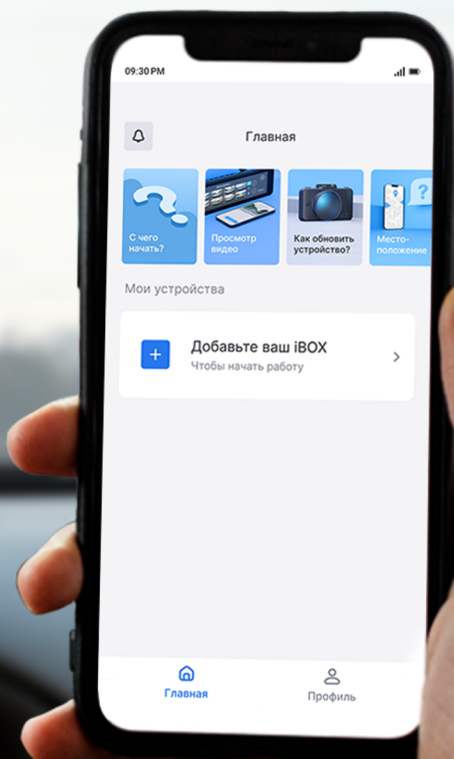 09:30 PM
Главная
С чего
начать?
Просмотр
видео
Как обновить
устройство?
Место-
положение
Мои устройства
Добавьте ваш iBOX
Чтобы начать работу
Главная
Профиль